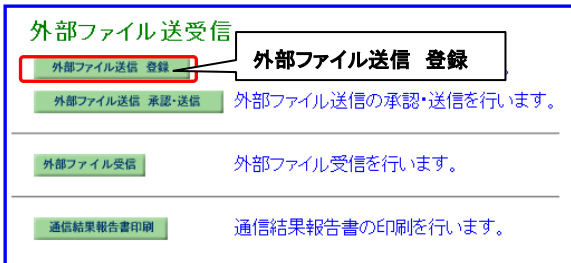 外部ファイル送受信
外部ファイル送信 登録
外部ファイル送信 登録
外部ファイル送信 承認・送信
外部ファイル送信の承認・送信を行います。
外部ファイル受信
外部ファイル受信を行います。
通信結果報告書印刷
通信結果報告書の印刷を行います。